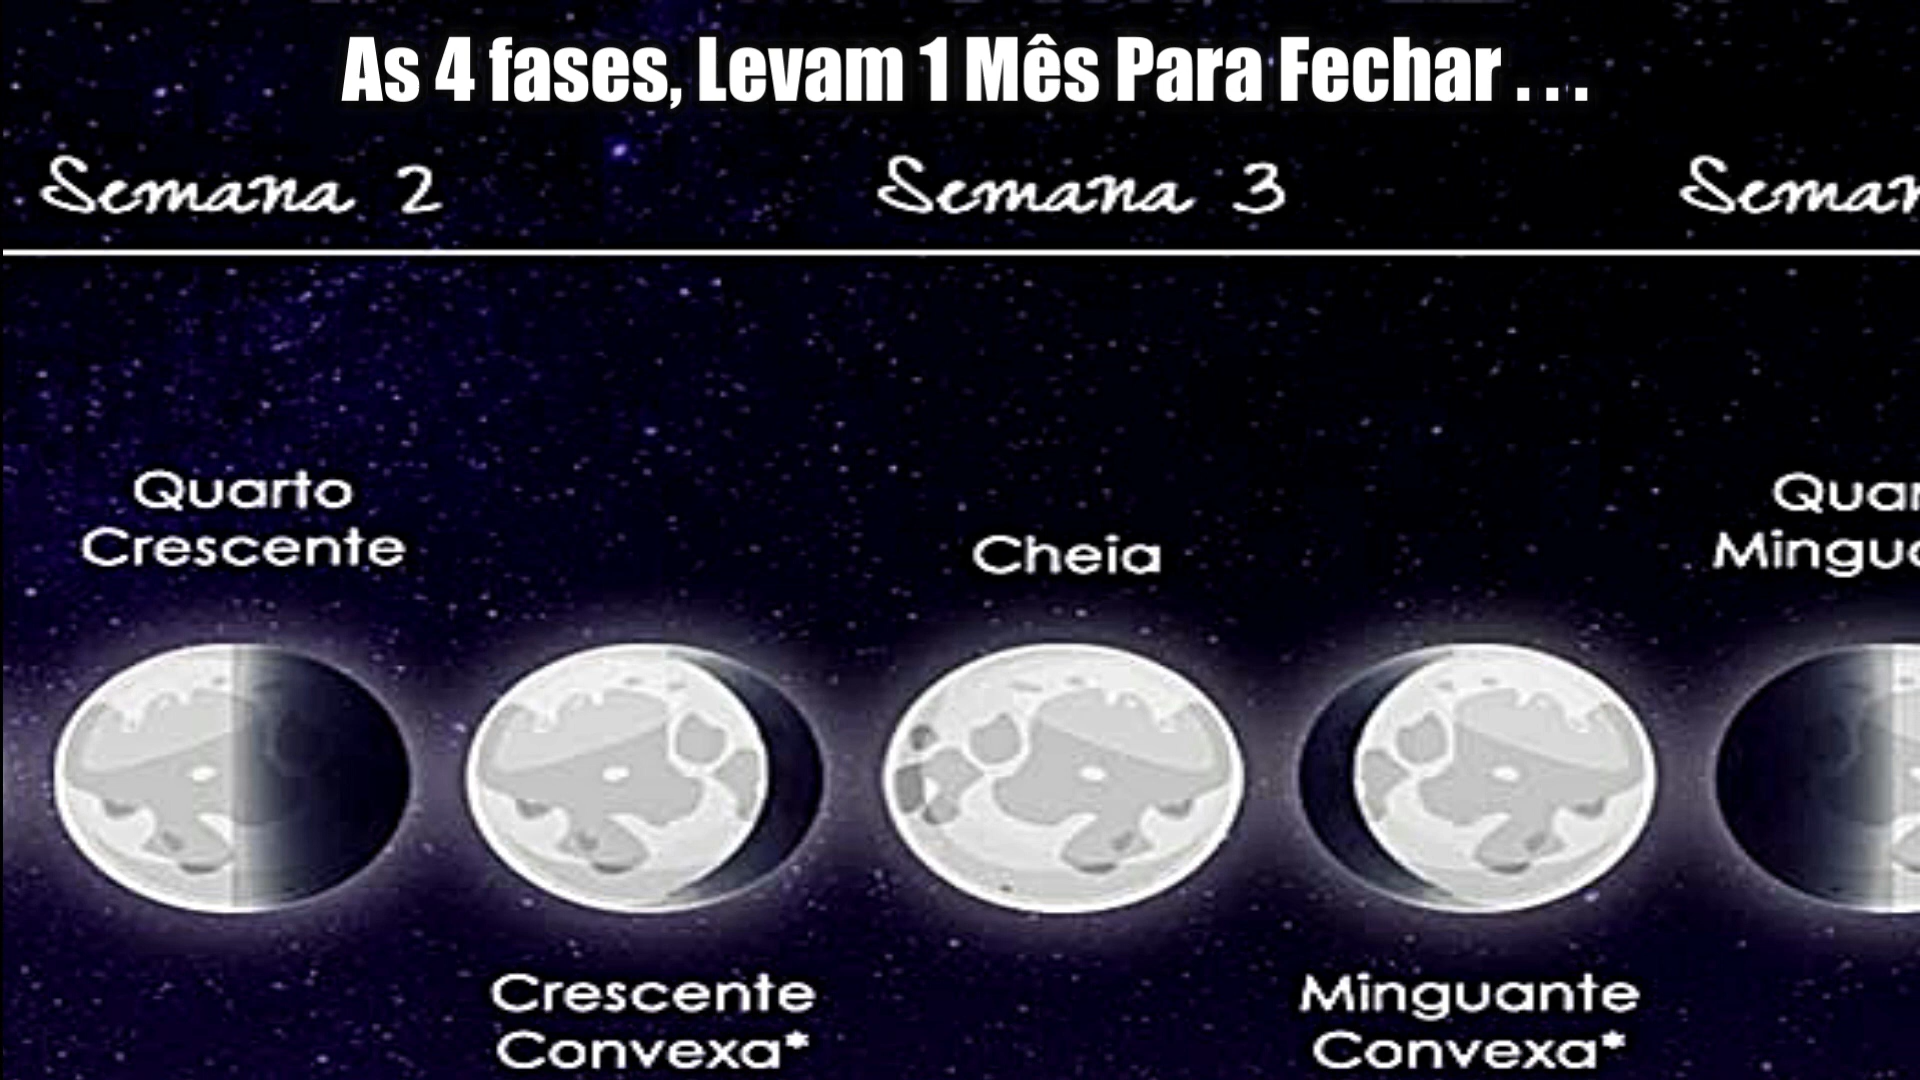 As 4 fases, Levam 1 Mês Para Fechar . . .
Semana 2
Semana 3
Quarto
Crescente
Cheia
Crescente
Convexa*
Minguante
Convexa*